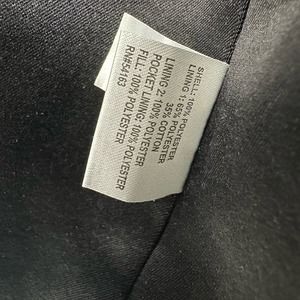 SHELL: 100% POLYESTER
LINING 1: 65% POLYESTER
35% COTTON
LINING 2: 100% POLYESTER
POCKET LINING: 100% POLYESTER
FILL: 100% POLYESTER
RN#54163